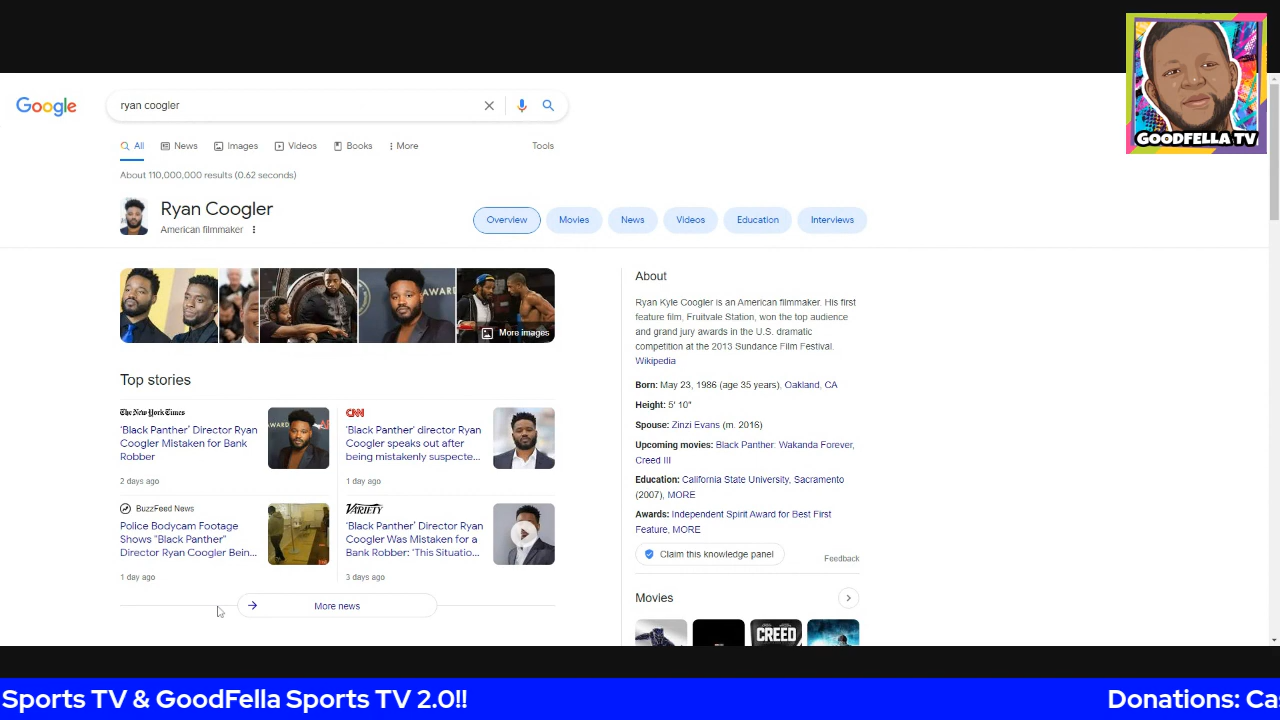 GOODFELLA TV
Google
ryan coogler
All
News
Images
Videos
Books
More
Tools
About 110,000,000 results (0.62 seconds)
Ryan Coogler
American filmmaker
Overview
Movies
News
Videos
Education
Interviews
More images
Top stories
The New York Times
'Black Panther' Director Ryan
Coogler Mistaken for Bank
Robber
2 days ago
CNN
'Black Panther' director Ryan
Coogler speaks out after
being mistakenly suspecte...
1 day ago
BuzzFeed News
Police Bodycam Footage
Shows "Black Panther"
Director Ryan Coogler Bein...
1 day ago
VARIETY
'Black Panther' Director Ryan
Coogler Was Mistaken for a
Bank Robber: 'This Situatio...
3 days ago
More news
About
Ryan Kyle Coogler is an American filmmaker. His first
feature film, Fruitvale Station, won the top audience
and grand jury awards in the U.S. dramatic
competition at the 2013 Sundance Film Festival.
Wikipedia
Born: May 23, 1986 (age 35 years), Oakland, CA
Height: 5' 10"
Spouse: Zinzi Evans (m. 2016)
Upcoming movies: Black Panther: Wakanda Forever,
Creed III
Education: California State University, Sacramento
(2007), MORE
Awards: Independent Spirit Award for Best First
Feature, MORE
Claim this knowledge panel
Feedback
Movies
CREED
Sports TV & GoodFella Sports TV 2.0!!
Donations: Cas